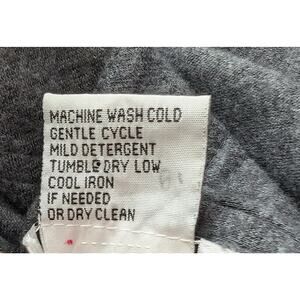 MACHINE WASH COLD
GENTLE CYCLE
MILD DETERGENT
TUMBLE DRY LOW
COOL IRON
IF NEEDED
OR DRY CLEAN